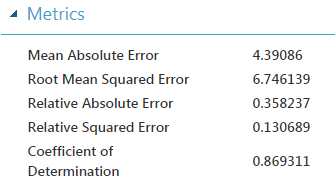 Metrics
Mean Absolute Error 4.39086
Root Mean Squared Error 6.746139
Relative Absolute Error 0.358237
Relative Squared Error 0.130689
Coefficient of
Determination 0.869311